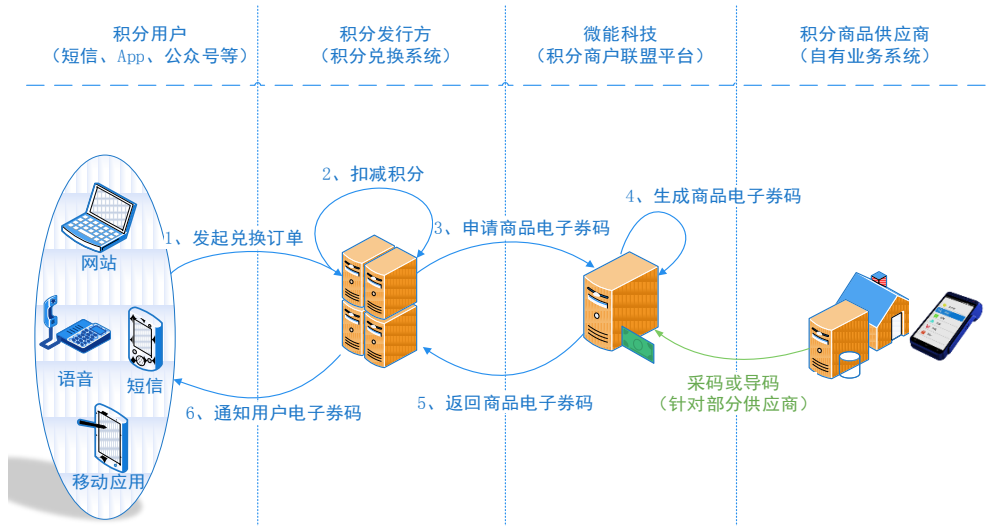 积分用户
（短信、App、公众号等）
积分发行方
（积分兑换系统）
微能科技
（积分商户联盟平台）
积分商品供应商
（自有业务系统）
2、扣减积分
4、生成商品电子券码
1、发起兑换订单
3、申请商品电子券码
网站
语音
短信
采码或导码
（针对部分供应商）
5、返回商品电子券码
6、通知用户电子券码
移动应用